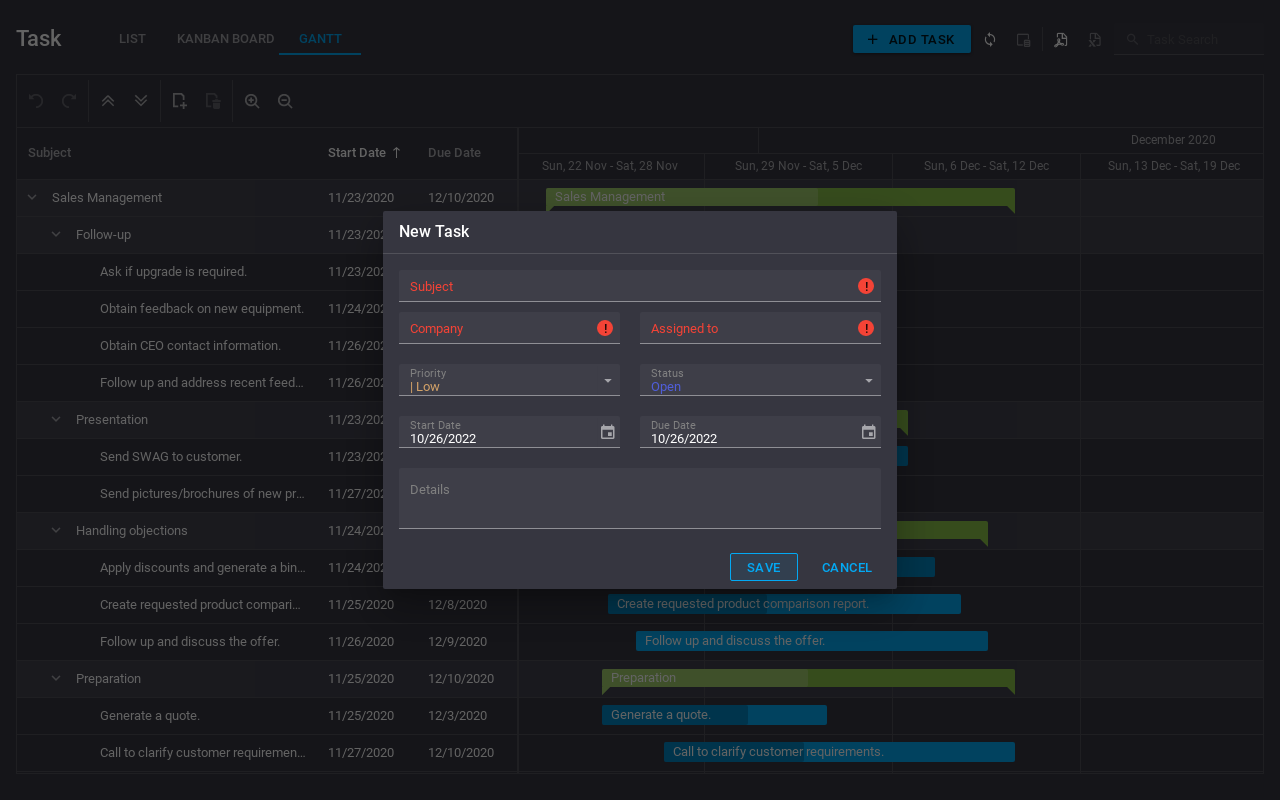 Task
LIST
KANBAN BOARD
GANTT
ADD TASK
Task Search
Subject
Start Date
Due Date
December 2020
Sun, 22 Nov - Sat, 28 Nov
Sun, 29 Nov - Sat, 5 Dec
Sun, 6 Dec - Sat, 12 Dec
Sun, 13 Dec - Sat, 19 Dec
Sales Management 11/23/2020 12/10/2020 Sales Management
Follow-up 11/23/202
Ask if upgrade is required. 11/23/202
Obtain feedback on new equipment. 11/24/202
Obtain CEO contact information. 11/26/202
Follow up and address recent feed... 11/26/202
Presentation 11/23/202
Send SWAG to customer. 11/23/202
Send pictures/brochures of new pr... 11/27/202
Handling objections 11/24/202
Apply discounts and generate a bin... 11/24/202
Create requested product compari... 11/25/2020 12/8/2020 Create requested product comparison report.
Follow up and discuss the offer. 11/26/2020 12/9/2020 Follow up and discuss the offer.
Preparation 11/25/2020 12/10/2020 Preparation
Generate a quote. 11/25/2020 12/3/2020 Generate a quote.
Call to clarify customer requiremen... 11/27/2020 12/10/2020 Call to clarify customer requirements.
New Task
Subject
Company
Assigned to
Priority
| Low
Status
Open
Start Date
10/26/2022
Due Date
10/26/2022
Details
SAVE
CANCEL